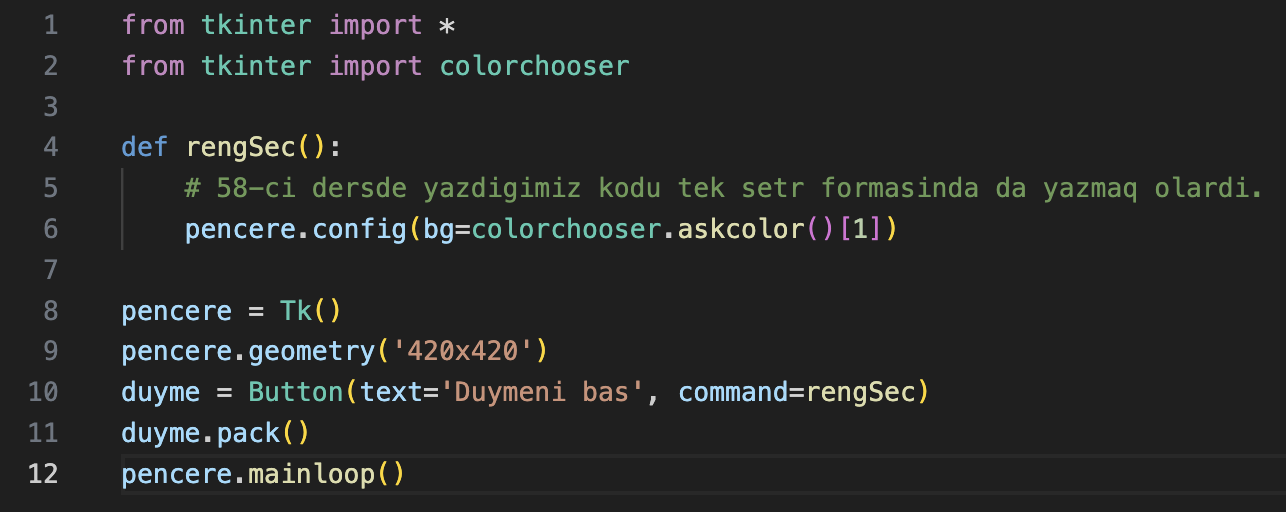 1 from tkinter import *
2 from tkinter import colorchooser
3
4 def rengSec():
5     # 58-ci dersde yazdigimiz kodu tek setr formasinda da yazmaq olardi.
6     pencere.config(bg=colorchooser.askcolor()[1])
7
8 pencere = Tk()
9 pencere.geometry('420x420')
10 duyme = Button(text='Duymeni bas', command=rengSec)
11 duyme.pack()
12 pencere.mainloop()